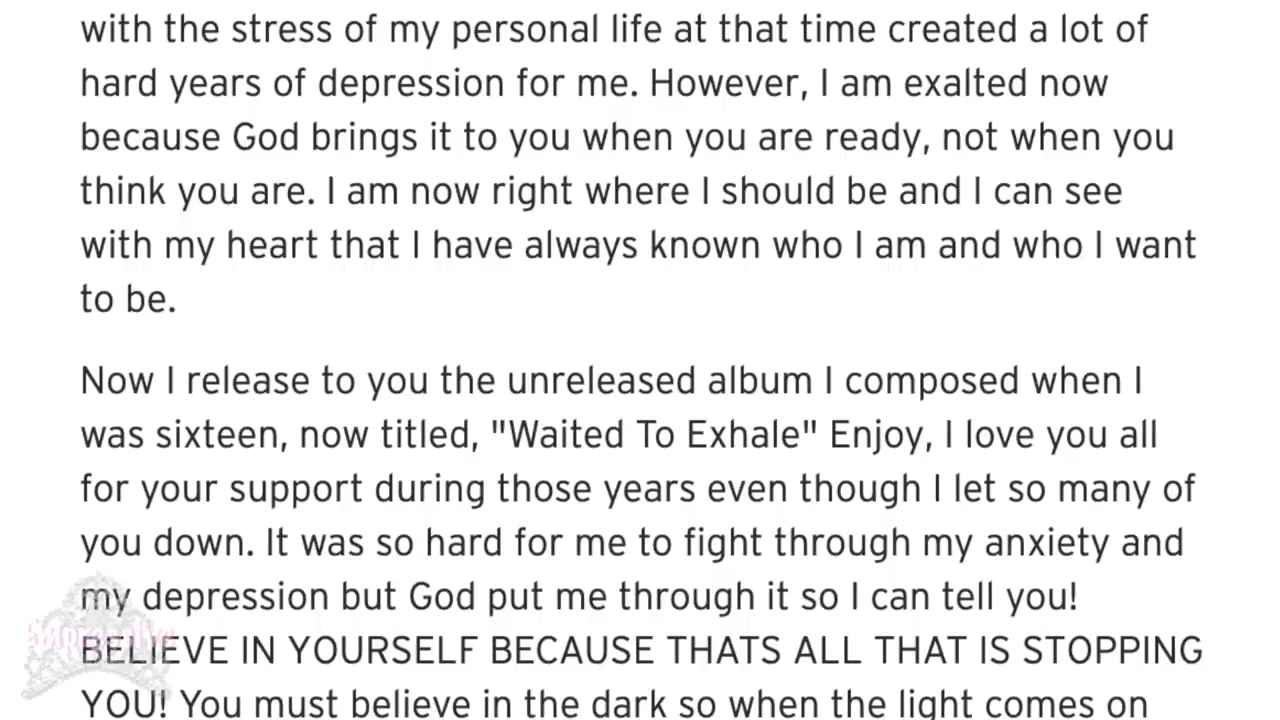 with the stress of my personal life at that time created a lot of
hard years of depression for me. However, I am exalted now
because God brings it to you when you are ready, not when you
think you are. I am now right where I should be and I can see
with my heart that I have always known who I am and who I want
to be.
Now I release to you the unreleased album I composed when I
was sixteen, now titled, "Waited To Exhale" Enjoy, I love you all
for your support during those years even though I let so many of
you down. It was so hard for me to fight through my anxiety and
my depression but God put me through it so I can tell you!
BELIEVE IN YOURSELF BECAUSE THATS ALL THAT IS STOPPING
YOU! You must believe in the dark so when the light comes on